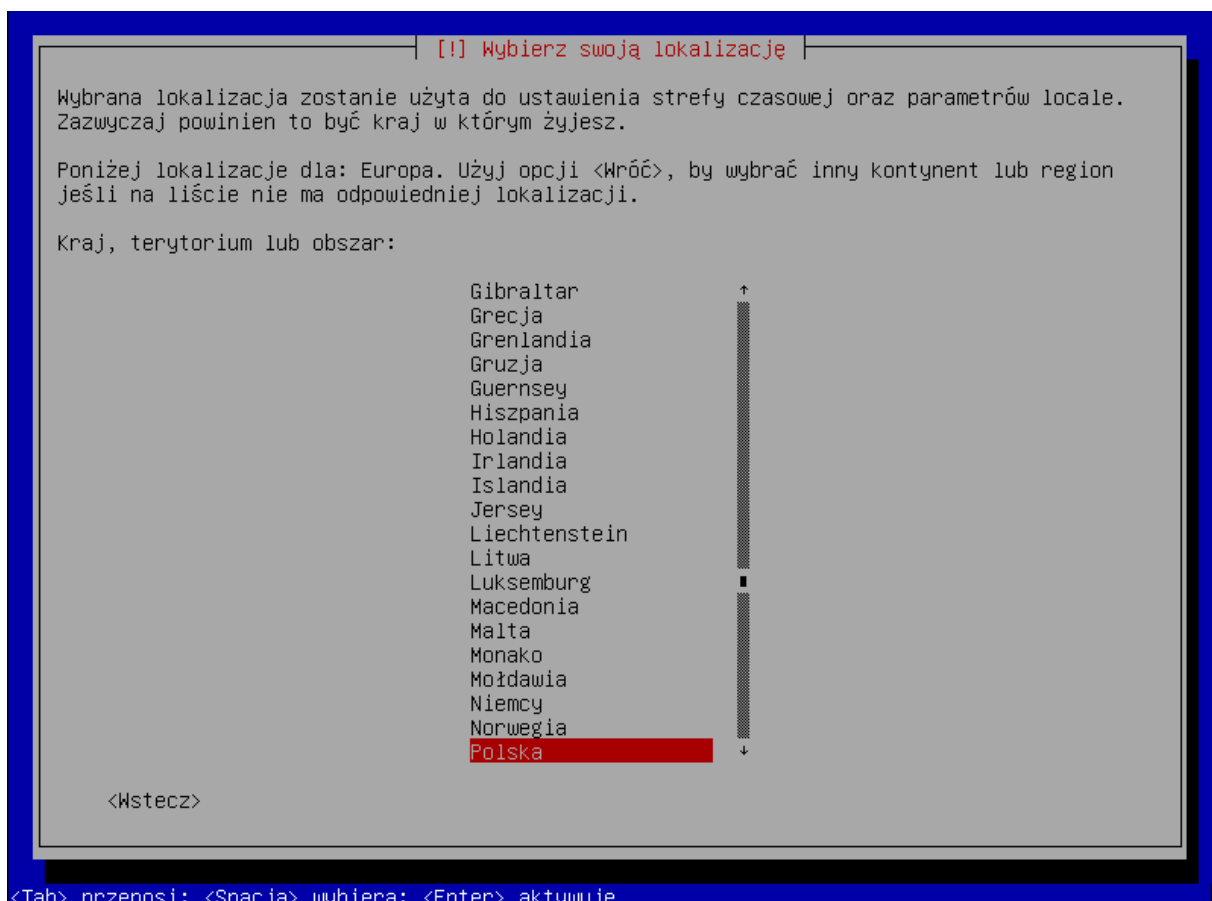 [!] Wybierz swoją lokalizację
Wybrana lokalizacja zostanie użyta do ustawienia strefy czasowej oraz parametrów locale.
Zazwyczaj powinien to być kraj w którym żyjesz.
Poniżej lokalizacje dla: Europa. Użyj opcji <Wróć>, by wybrać inny kontynent lub region
jeśli na liście nie ma odpowiedniej lokalizacji.
Kraj, terytorium lub obszar:
Gibraltar
Grecja
Grenlandia
Gruzja
Guernsey
Hiszpania
Holandia
Irlandia
Islandia
Jersey
Liechtenstein
Litwa
Luksemburg
Macedonia
Malta
Monako
Mołdawia
Niemcy
Norwegia
Polska
<Wstecz>
<Tab> przenosi; <Spacja> wybiera; <Enter> aktywuje